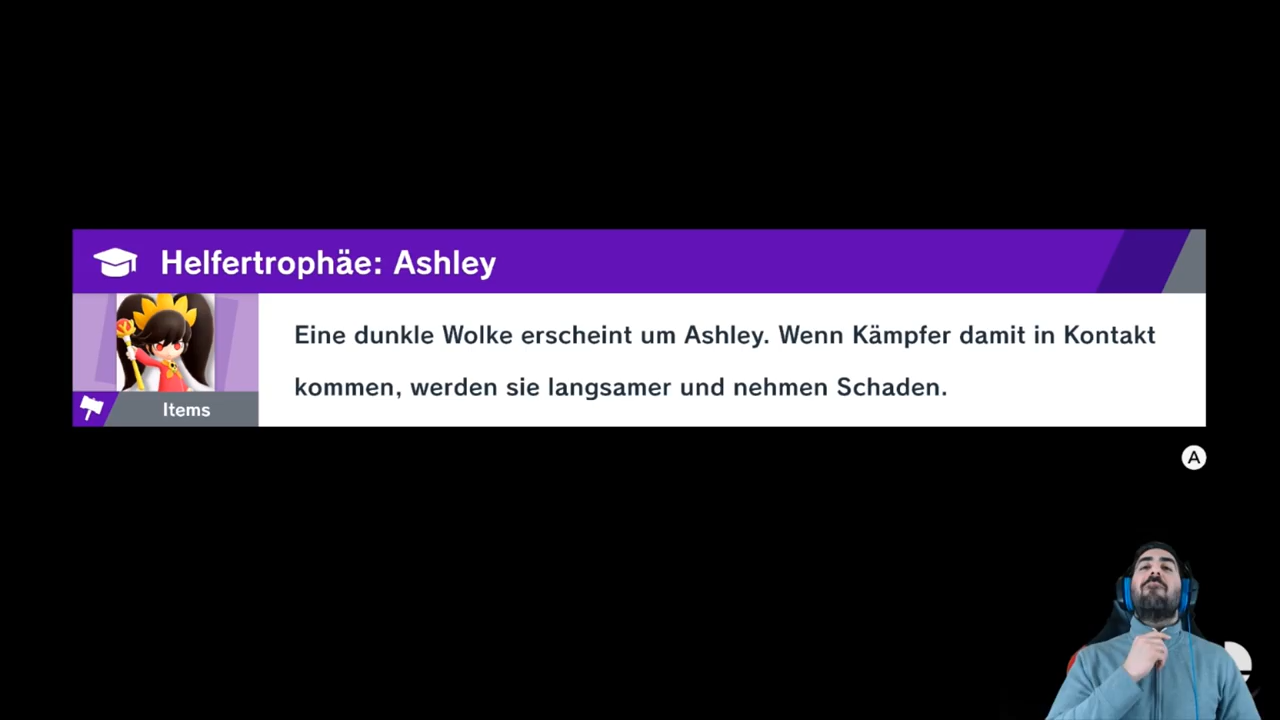 Helfertrophäe: Ashley
Eine dunkle Wolke erscheint um Ashley. Wenn Kämpfer damit in Kontakt
kommen, werden sie langsamer und nehmen Schaden.
Items
A